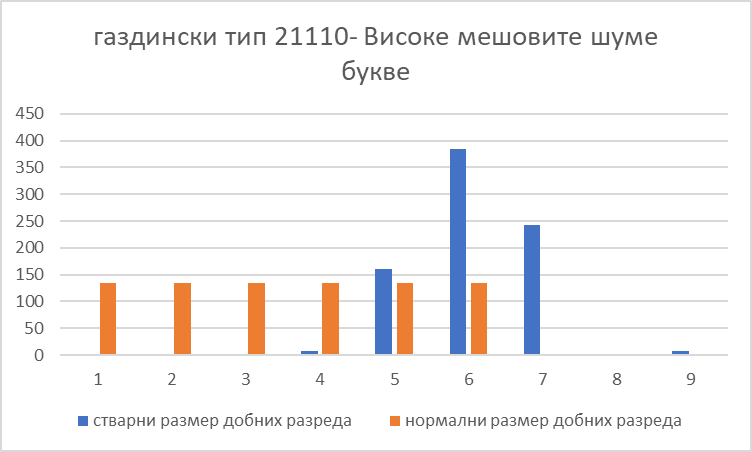 газдински тип 21110- Високе мешовите шуме
букве
450
400
350
300
250
200
150
100
50
0
1 2 3 4 5 6 7 8 9
стварни размер добних разреда нормални размер добних разреда